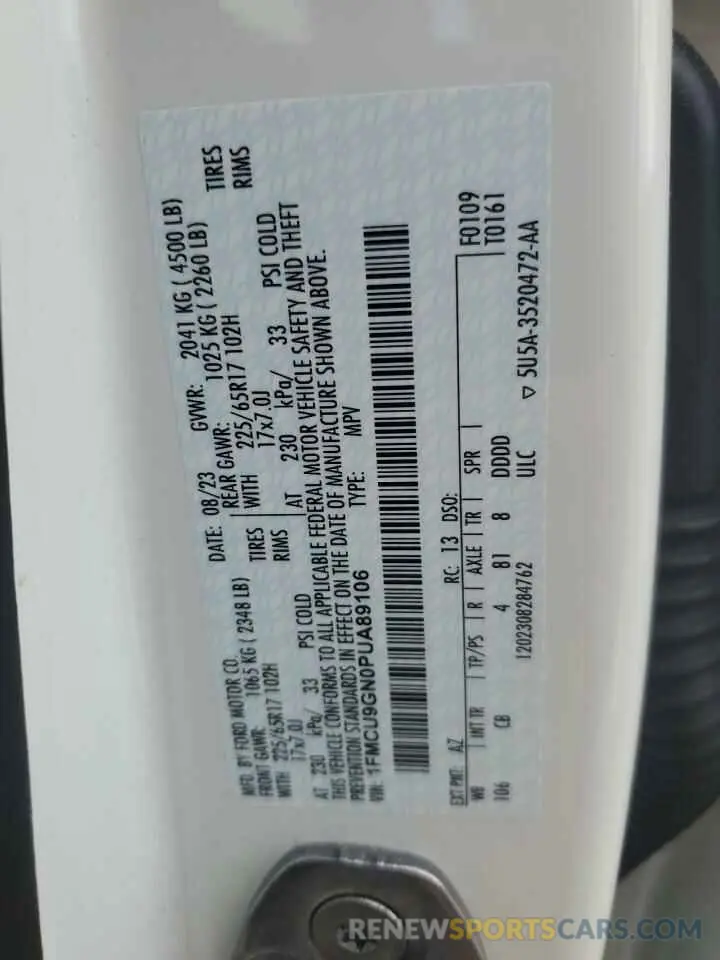 MFD. BY FORD MOTOR CO.
DATE: 08/23 GVWR: 2041 KG ( 4500 LB)
FRONT GAWR: 1065 KG ( 2348 LB)
REAR GAWR: 1025 KG ( 2260 LB)
WITH 225/65R17 102H TIRES
WITH 225/65R17 102H TIRES
17x7.0J RIMS
17x7.0J RIMS
AT 230 kPa/ 33 PSI COLD
AT 230 kPa/ 33 PSI COLD
THIS VEHICLE CONFORMS TO ALL APPLICABLE FEDERAL MOTOR VEHICLE SAFETY AND THEFT
PREVENTION STANDARDS IN EFFECT ON THE DATE OF MANUFACTURE SHOWN ABOVE.
VIN: 1FMCU9GN0PUA89106 TYPE: MPV
EXT PNT: AZ RC: 13 DSO: F0109
WB INT TR TP/PS R AXLE TR SPR T0161
106 CB 4 81 8 DDDD
1202308284762 ULC ▽ 5U5A-3520472-AA
RENEWSPORTSCARS.COM